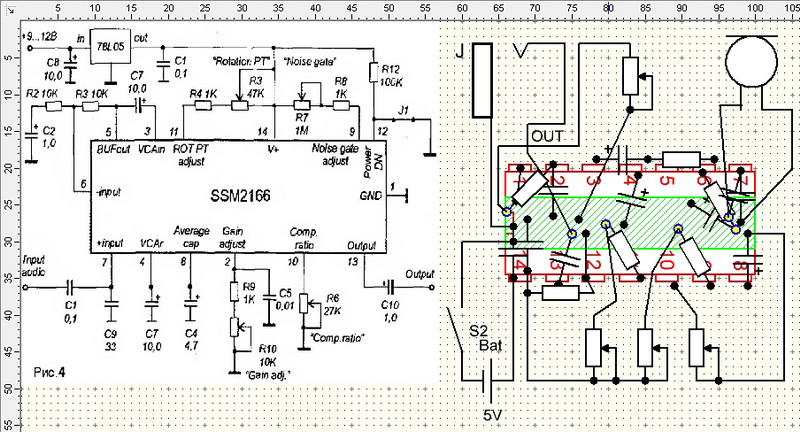 0 5 10 15 20 25 30 35 40 45 50 55 60 65 70 75 80 85 90 95 100 105
5
10
15
20
25
30
35
40
45
50
55
+9...12В
in
78L05
out
C8
10,0
C1
0,1
"Rotation. PT"
"Noise gate"
R12
100K
R2 10K
R3 10K
C7
10,0
R4 1K
R3
47K
R7
1M
R8
1K
J1
C2
1,0
5
3
11
14
9
12
BUFout
VCAin
ROT PT
adjust
V+
Noise gate
adjust
Power
DN
6
-input
SSM2166
GND
1
+input
VCAr
Average
cap
Gain
adjust
Comp.
ratio
Output
7
4
8
2
10
13
Input
audio
Output
C1
0,1
C9
33
C7
10,0
C4
4,7
R9
1K
C5
0,01
R6
27K
C10
1,0
R10
10K
"Comp.ratio"
"Gain adj."
Рис.4
J
V
OUT
1 2 3 4 5 6 7
14 13 12 8
S2
Bat
5V